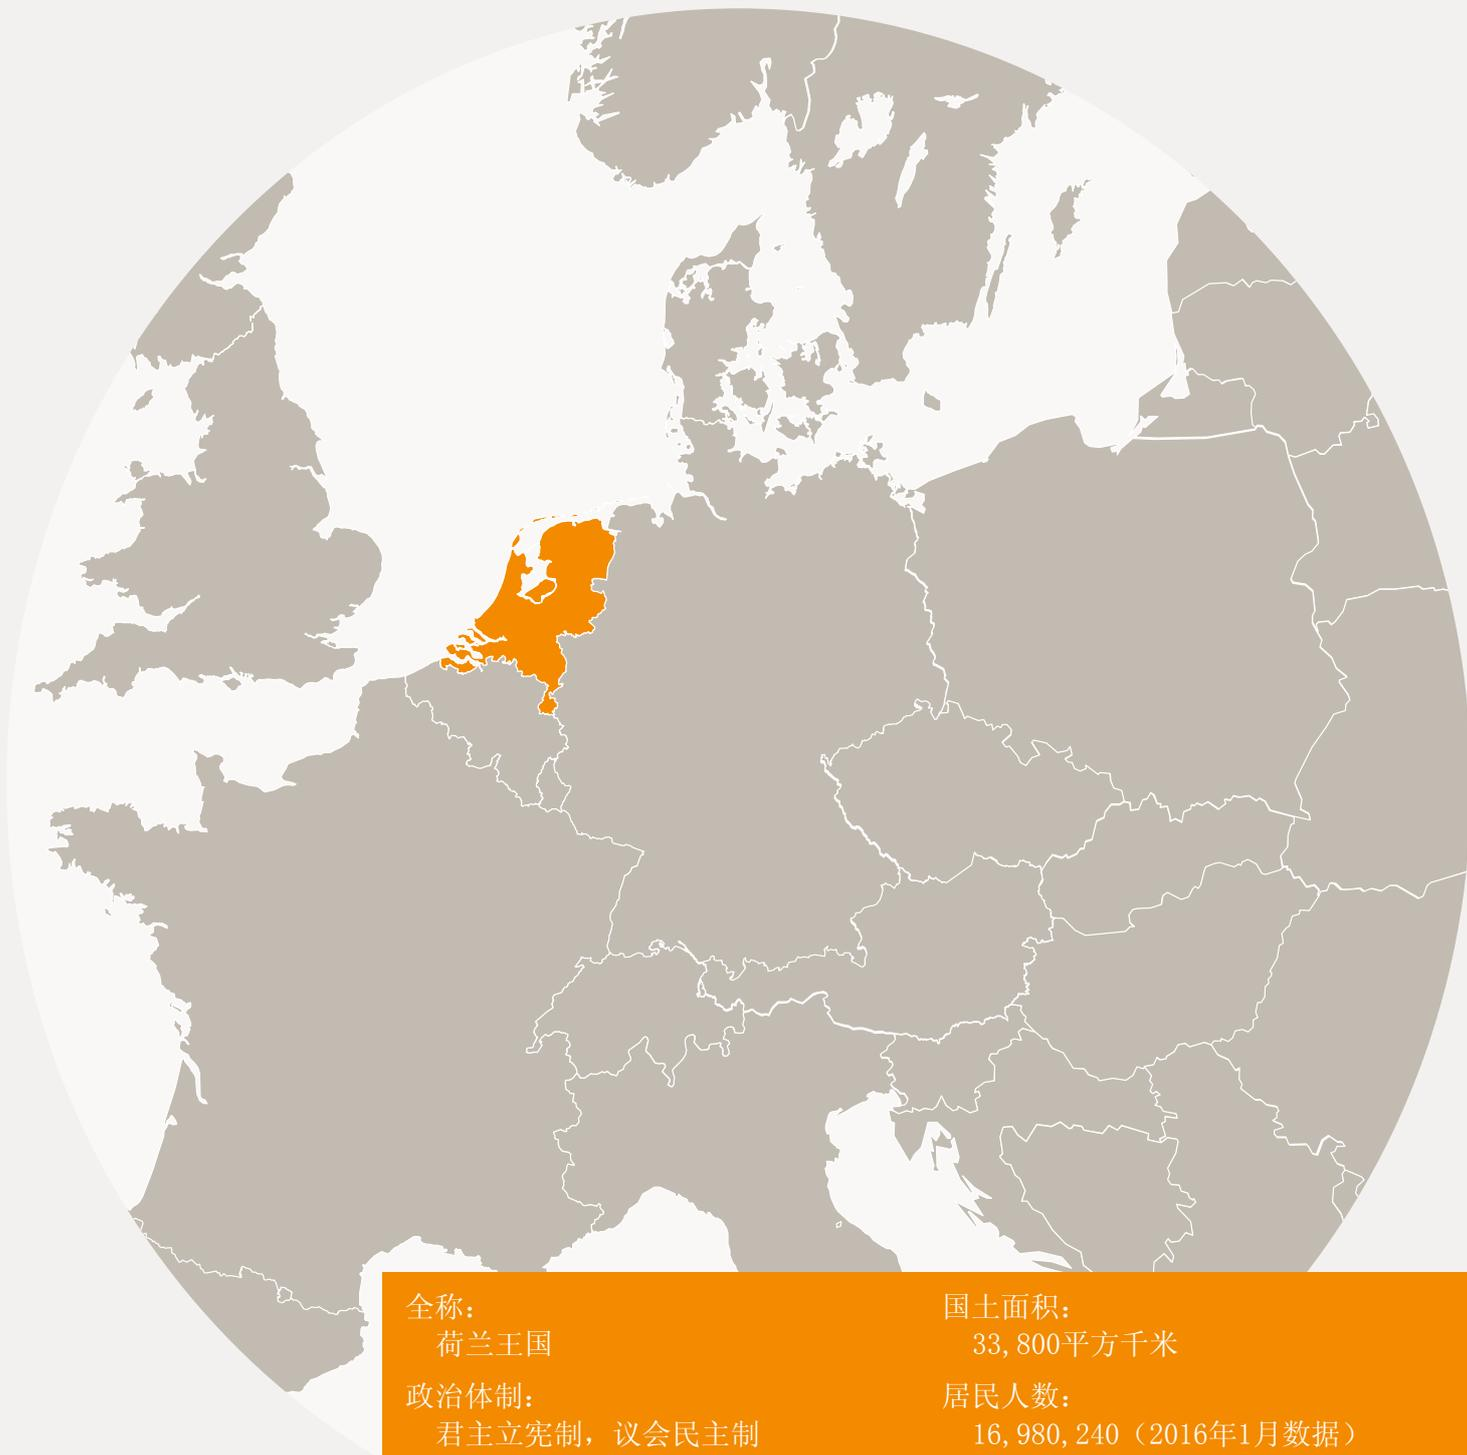 全称：
荷兰王国
政治体制：
君主立宪制，议会民主制
国土面积：
33,800平方千米
居民人数：
16,980,240（2016年1月数据）